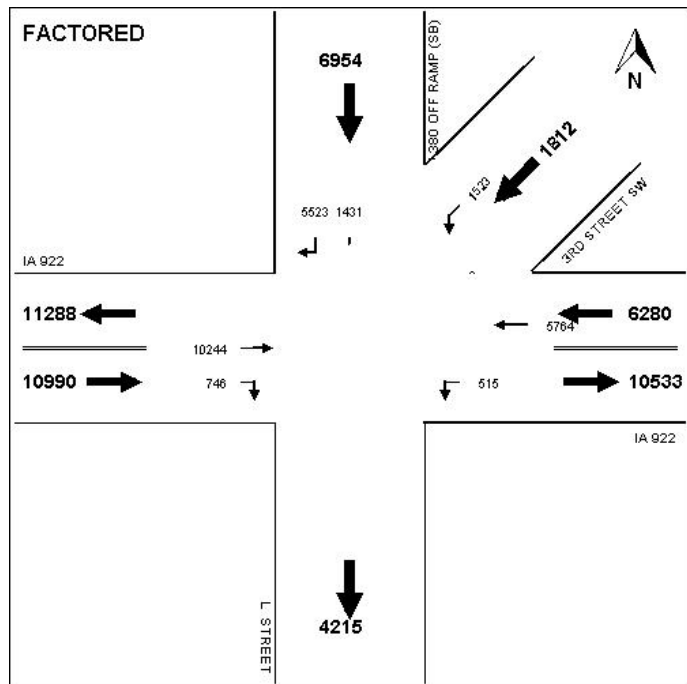 FACTORED
6954
380 OFF RAMP (SB)
N
1812
1523
5523 1431
3RD STREET SW
IA 922
11288
6280
5764
10244
10990
746
515
10533
IA 922
L STREET
4215